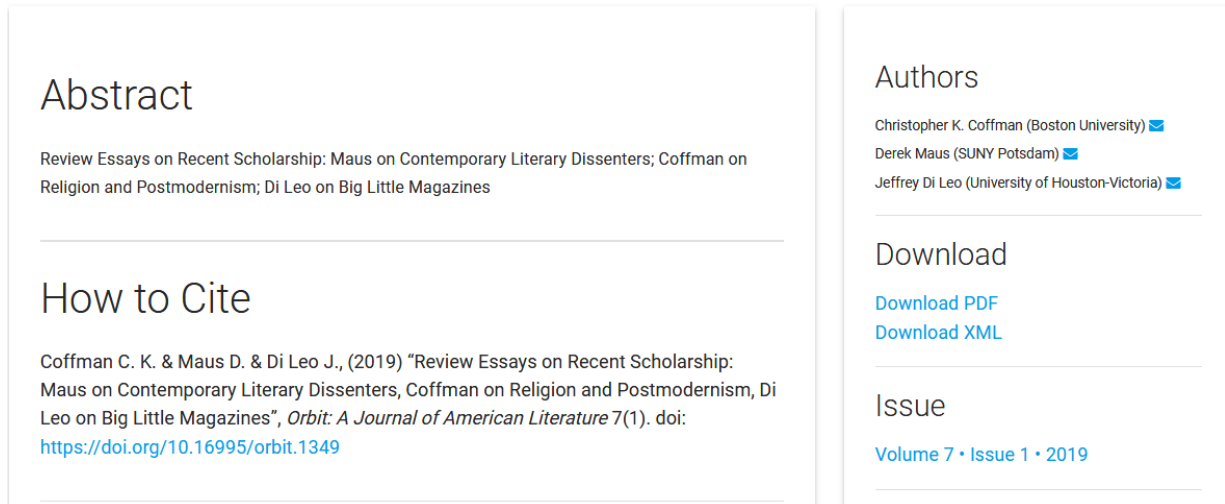 Abstract
Review Essays on Recent Scholarship: Maus on Contemporary Literary Dissenters; Coffman on
Religion and Postmodernism; Di Leo on Big Little Magazines
How to Cite
Coffman C. K. & Maus D. & Di Leo J., (2019) “Review Essays on Recent Scholarship:
Maus on Contemporary Literary Dissenters, Coffman on Religion and Postmodernism, Di
Leo on Big Little Magazines”, Orbit: A Journal of American Literature 7(1). doi:
https://doi.org/10.16995/orbit.1349
Authors
Christopher K. Coffman (Boston University)
Derek Maus (SUNY Potsdam)
Jeffrey Di Leo (University of Houston-Victoria)
Download
Download PDF
Download XML
Issue
Volume 7 • Issue 1 • 2019